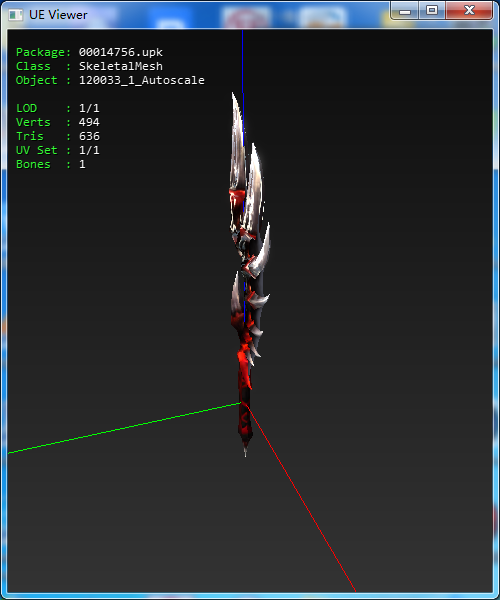 UE Viewer
Package: 00014756.upk
Class : SkeletalMesh
Object : 120033_1_Autoscale
LOD : 1/1
Verts : 494
Tris : 636
UV Set : 1/1
Bones : 1